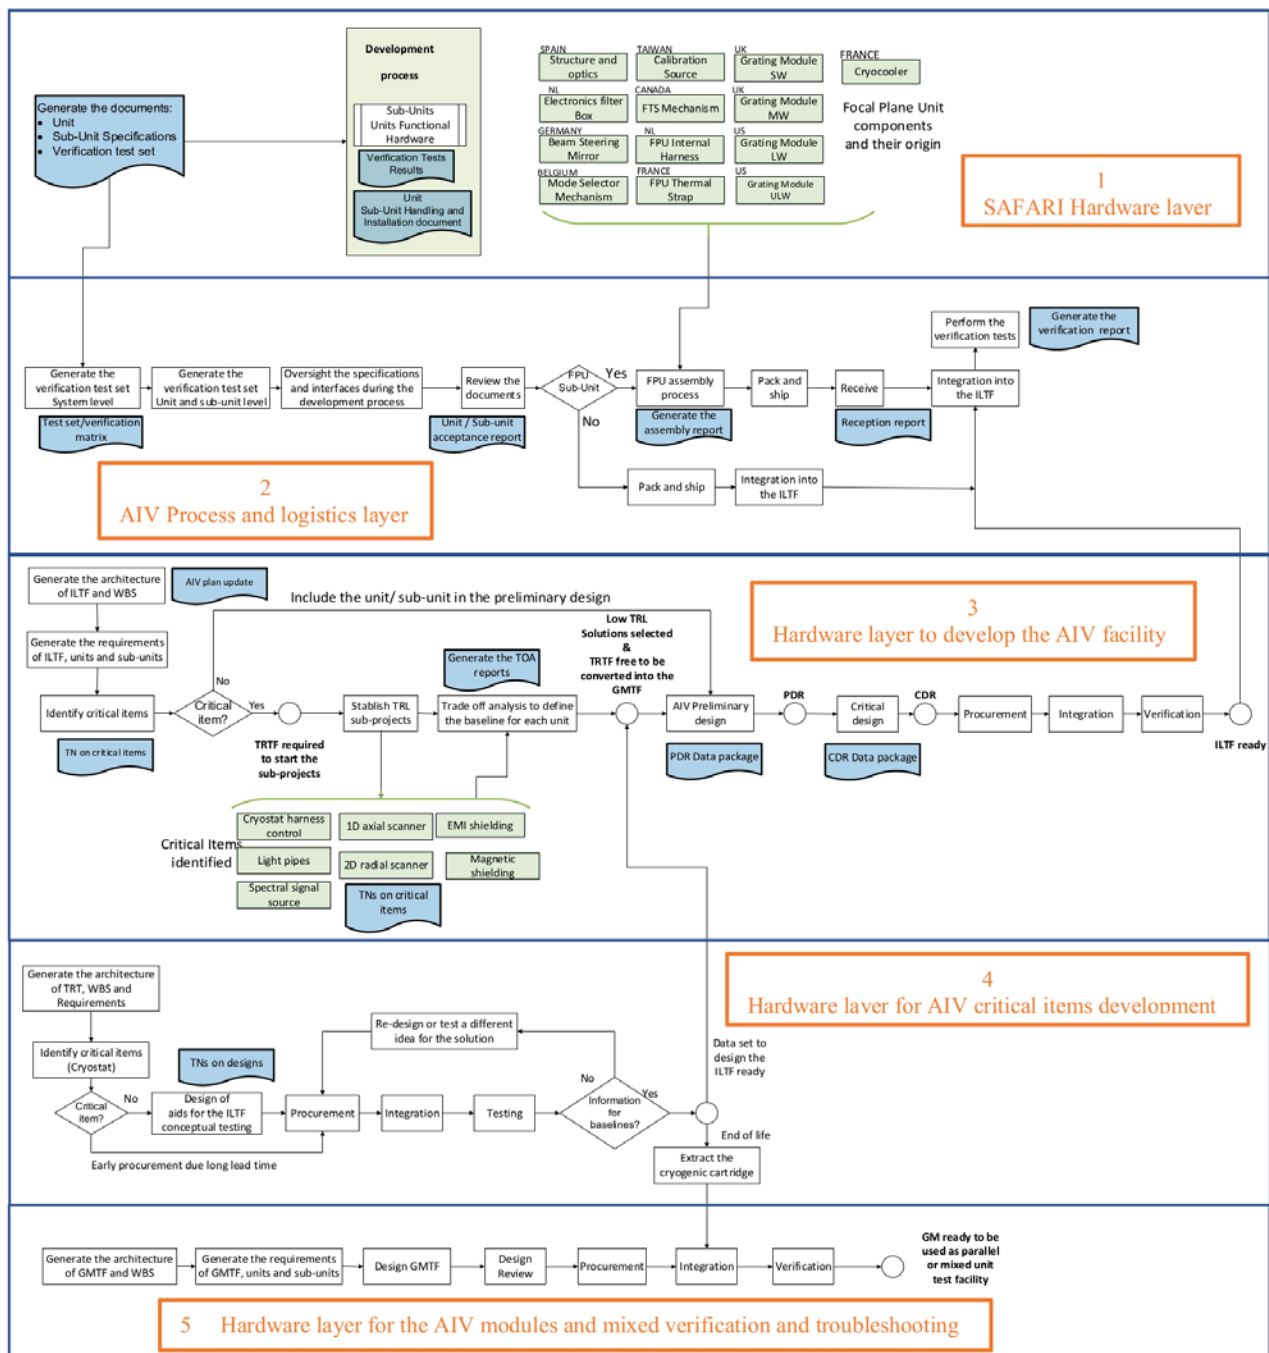 Development
process
Generate the documents:
• Unit
• Sub-Unit Specifications
• Verification test set
Sub-Units
Units Functional
Hardware
Verification Tests
Results
Unit
Sub-Unit Handling and
Installation document
SPAIN
Structure and
optics
TAIWAN
Calibration
Source
UK
Grating Module
SW
FRANCE
Cryocooler
NL
Electronics filter
Box
CANADA
FTS Mechanism
UK
Grating Module
MW
GERMANY
Beam Steering
Mirror
NL
FPU Internal
Harness
US
Grating Module
LW
BELGIUM
Mode Selector
Mechanism
FRANCE
FPU Thermal
Strap
US
Grating Module
ULW
Focal Plane Unit
components
and their origin
1
SAFARI Hardware laver
Perform the
verification tests
Generate the
verification report
Generate the
verification test set
System level
Generate the
verification test set
Unit and sub-unit level
Oversight the specifications
and interfaces during the
development process
Review the
documents
FPU
Sub-Unit
Yes
No
FPU assembly
process
Pack and
ship
Receive
Integration into
the ILTF
Test set/verification
matrix
Unit / Sub-unit
acceptance report
Generate the
assembly report
Reception report
Pack and ship
Integration into
the ILTF
2
AIV Process and logistics layer
Generate the architecture
of ILTF and WBS
AIV plan update
Include the unit/ sub-unit in the preliminary design
3
Hardware layer to develop the AIV facility
Generate the requirements
of ILTF, units and sub-units
Low TRL
Solutions selected
&
TRTF free to be
converted into the
GMTF
Generate the TOA
reports
Identify critical items
No
Critical
item?
Yes
Stablish TRL
sub-projects
Trade off analysis to define
the baseline for each unit
AIV Preliminary
design
PDR
Critical
design
CDR
Procurement
Integration
Verification
ILTF ready
TN on critical items
TRTF required
to start the
sub-projects
PDR Data package
CDR Data package
Critical Items
identified
Cryostat harness
control
1D axial scanner
EMI shielding
Light pipes
2D radial scanner
Magnetic
shielding
Spectral signal
source
TNs on critical
items
Generate the architecture
of TRT, WBS and
Requirements
4
Hardware layer for AIV critical items development
Re-design or test a different
idea for the solution
Identify critical items
(Cryostat)
TNs on designs
Data set to
design the
ILTF ready
Critical
item?
No
Design of
aids for the ILTF
conceptual testing
Procurement
Integration
Testing
No
Information
for
baselines?
Yes
End of life
Early procurement due long lead time
Extract the
cryogenic cartridge
Generate the architecture
of GMTF and WBS
Generate the requirements
of GMTF, units and sub-units
Design GMTF
Design
Review
Procurement
Integration
Verification
GM ready to be
used as parallel
or mixed unit
test facility
5 Hardware layer for the AIV modules and mixed verification and troubleshooting